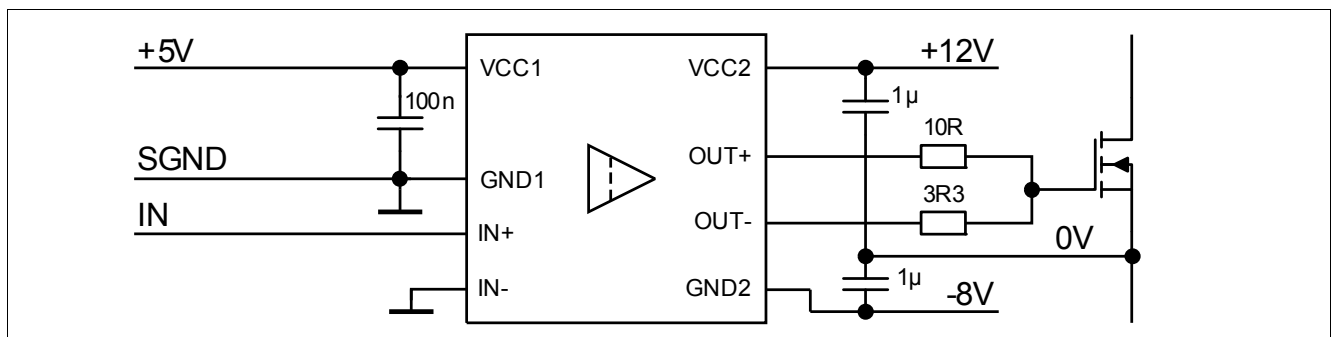 +5V
VCC1
100n
SGND
GND1
IN
IN+
IN-
VCC2
+12V
1µ
10R
OUT+
3R3
OUT-
0V
1µ
GND2
-8V